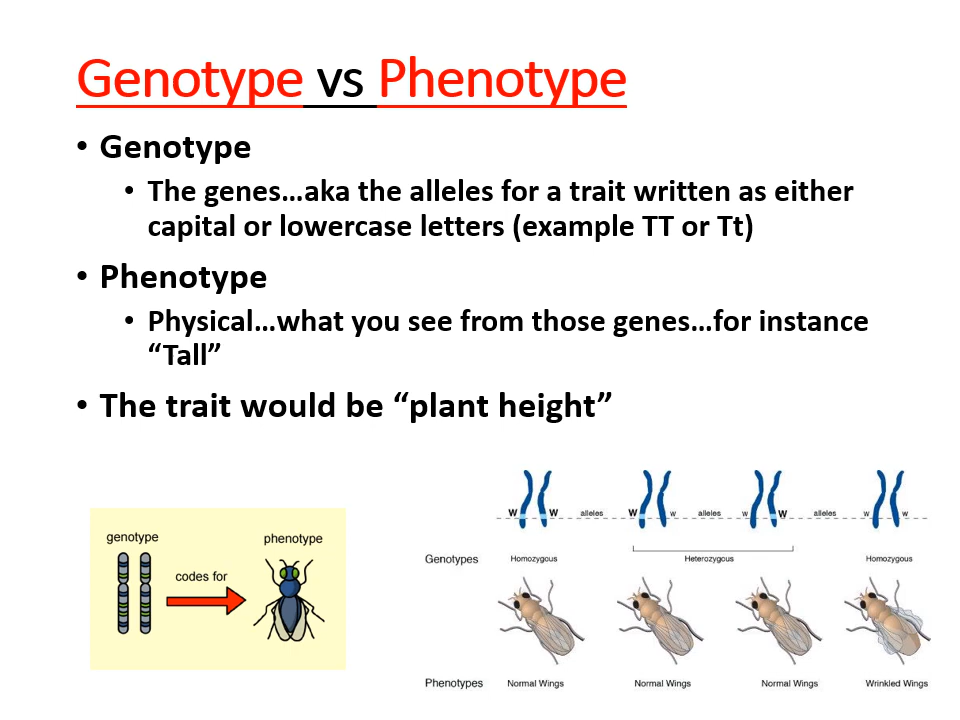 Genotype vs Phenotype
• Genotype
• The genes…aka the alleles for a trait written as either
capital or lowercase letters (example TT or Tt)
• Phenotype
• Physical…what you see from those genes…for instance
“Tall”
• The trait would be “plant height”
genotype
phenotype
codes for
W W alleles W w alleles w W alleles w w
Genotypes Homozygous Heterozygous Homozygous
Phenotypes Normal Wings Normal Wings Normal Wings Wrinkled Wings